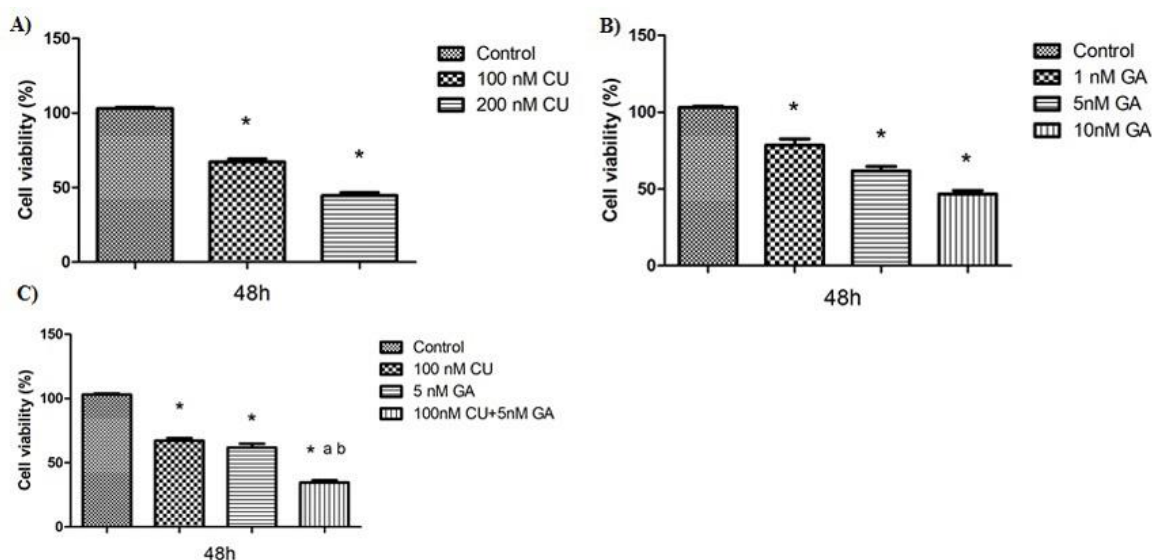 A)
Cell viability (%)
150
100
50
0
*
*
48h
Control
100 nM CU
200 nM CU
B)
Cell viability (%)
150
100
50
0
*
*
*
48h
Control
1 nM GA
5nM GA
10nM GA
C)
Cell viability (%)
150
100
50
0
*
*
* a b
48h
Control
100 nM CU
5 nM GA
100nM CU+5nM GA